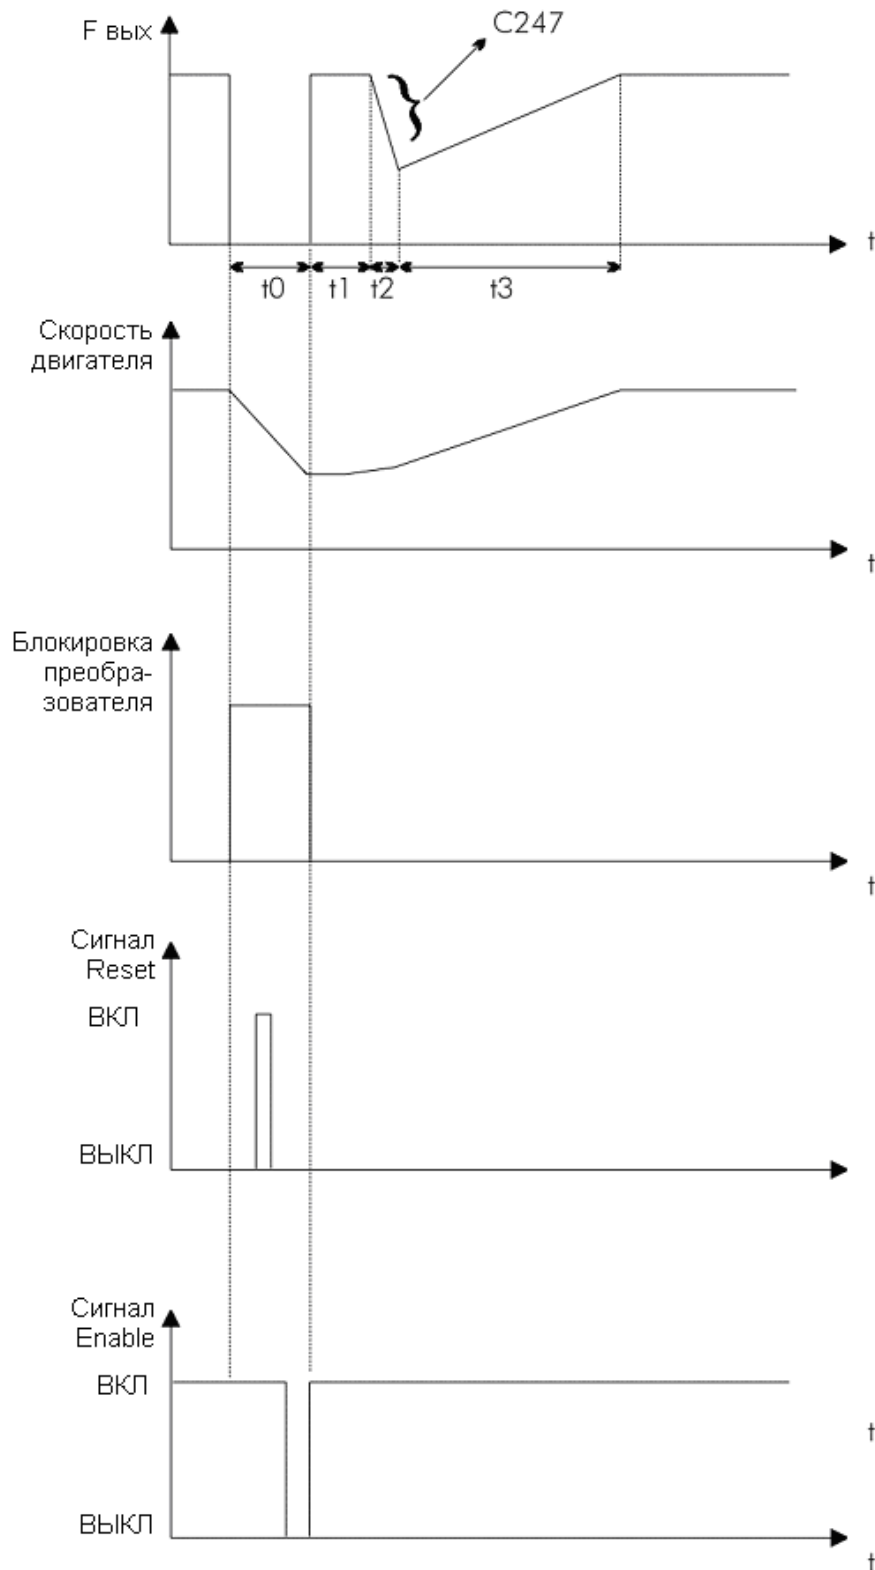 F вых
C247
t
t0
t1
t2
t3
Скорость
двигателя
t
Блокировка
преобра-
зователя
t
Сигнал
Reset
ВКЛ
ВЫКЛ
Сигнал
Enable
ВКЛ
t
ВЫКЛ
t